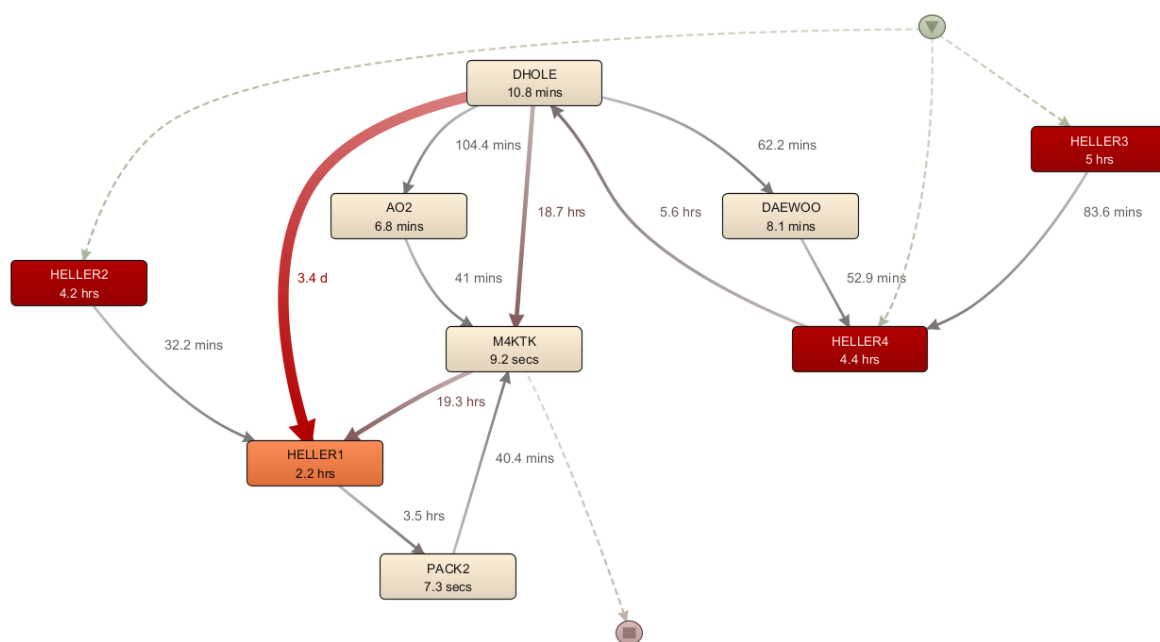 DHOLE
10.8 mins
HELLER3
5 hrs
104.4 mins
62.2 mins
AO2
6.8 mins
18.7 hrs
5.6 hrs
DAEWOO
8.1 mins
83.6 mins
HELLER2
4.2 hrs
3.4 d
41 mins
52.9 mins
32.2 mins
M4KTK
9.2 secs
HELLER4
4.4 hrs
19.3 hrs
HELLER1
2.2 hrs
40.4 mins
3.5 hrs
PACK2
7.3 secs